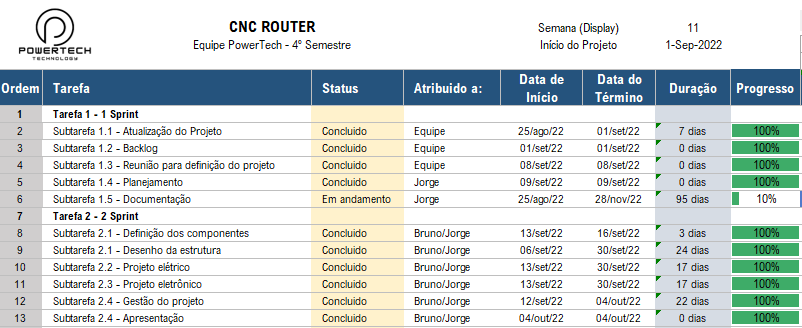 CNC ROUTER
Semana (Display) 11
POWERTECH
TECHNOLOGY
Equipe PowerTech - 4º Semestre
Início do Projeto 1-Sep-2022
Ordem Tarefa Status Atribuido a: Data de Início Data do Término Duração Progresso
1 Tarefa 1 - 1 Sprint
2 Subtarefa 1.1 - Atualização do Projeto Concluido Equipe 25/ago/22 01/set/22 7 dias 100%
3 Subtarefa 1.2 - Backlog Concluido Equipe 01/set/22 01/set/22 0 dias 100%
4 Subtarefa 1.3 - Reunião para definição do projeto Concluido Equipe 08/set/22 08/set/22 0 dias 100%
5 Subtarefa 1.4 - Planejamento Concluido Jorge 09/set/22 09/set/22 0 dias 100%
6 Subtarefa 1.5 - Documentação Em andamento Jorge 25/ago/22 28/nov/22 95 dias 10%
7 Tarefa 2 - 2 Sprint
8 Subtarefa 2.1 - Definição dos componentes Concluido Bruno/Jorge 13/set/22 16/set/22 3 dias 100%
9 Subtarefa 2.1 - Desenho da estrutura Concluido Bruno/Jorge 06/set/22 30/set/22 24 dias 100%
10 Subtarefa 2.2 - Projeto elétrico Concluido Bruno/Jorge 13/set/22 30/set/22 17 dias 100%
11 Subtarefa 2.3 - Projeto eletrônico Concluido Bruno/Jorge 13/set/22 30/set/22 17 dias 100%
12 Subtarefa 2.4 - Gestão do projeto Concluido Bruno/Jorge 12/set/22 04/out/22 22 dias 100%
13 Subtarefa 2.4 - Apresentação Concluido Bruno/Jorge 04/out/22 04/out/22 0 dias 100%